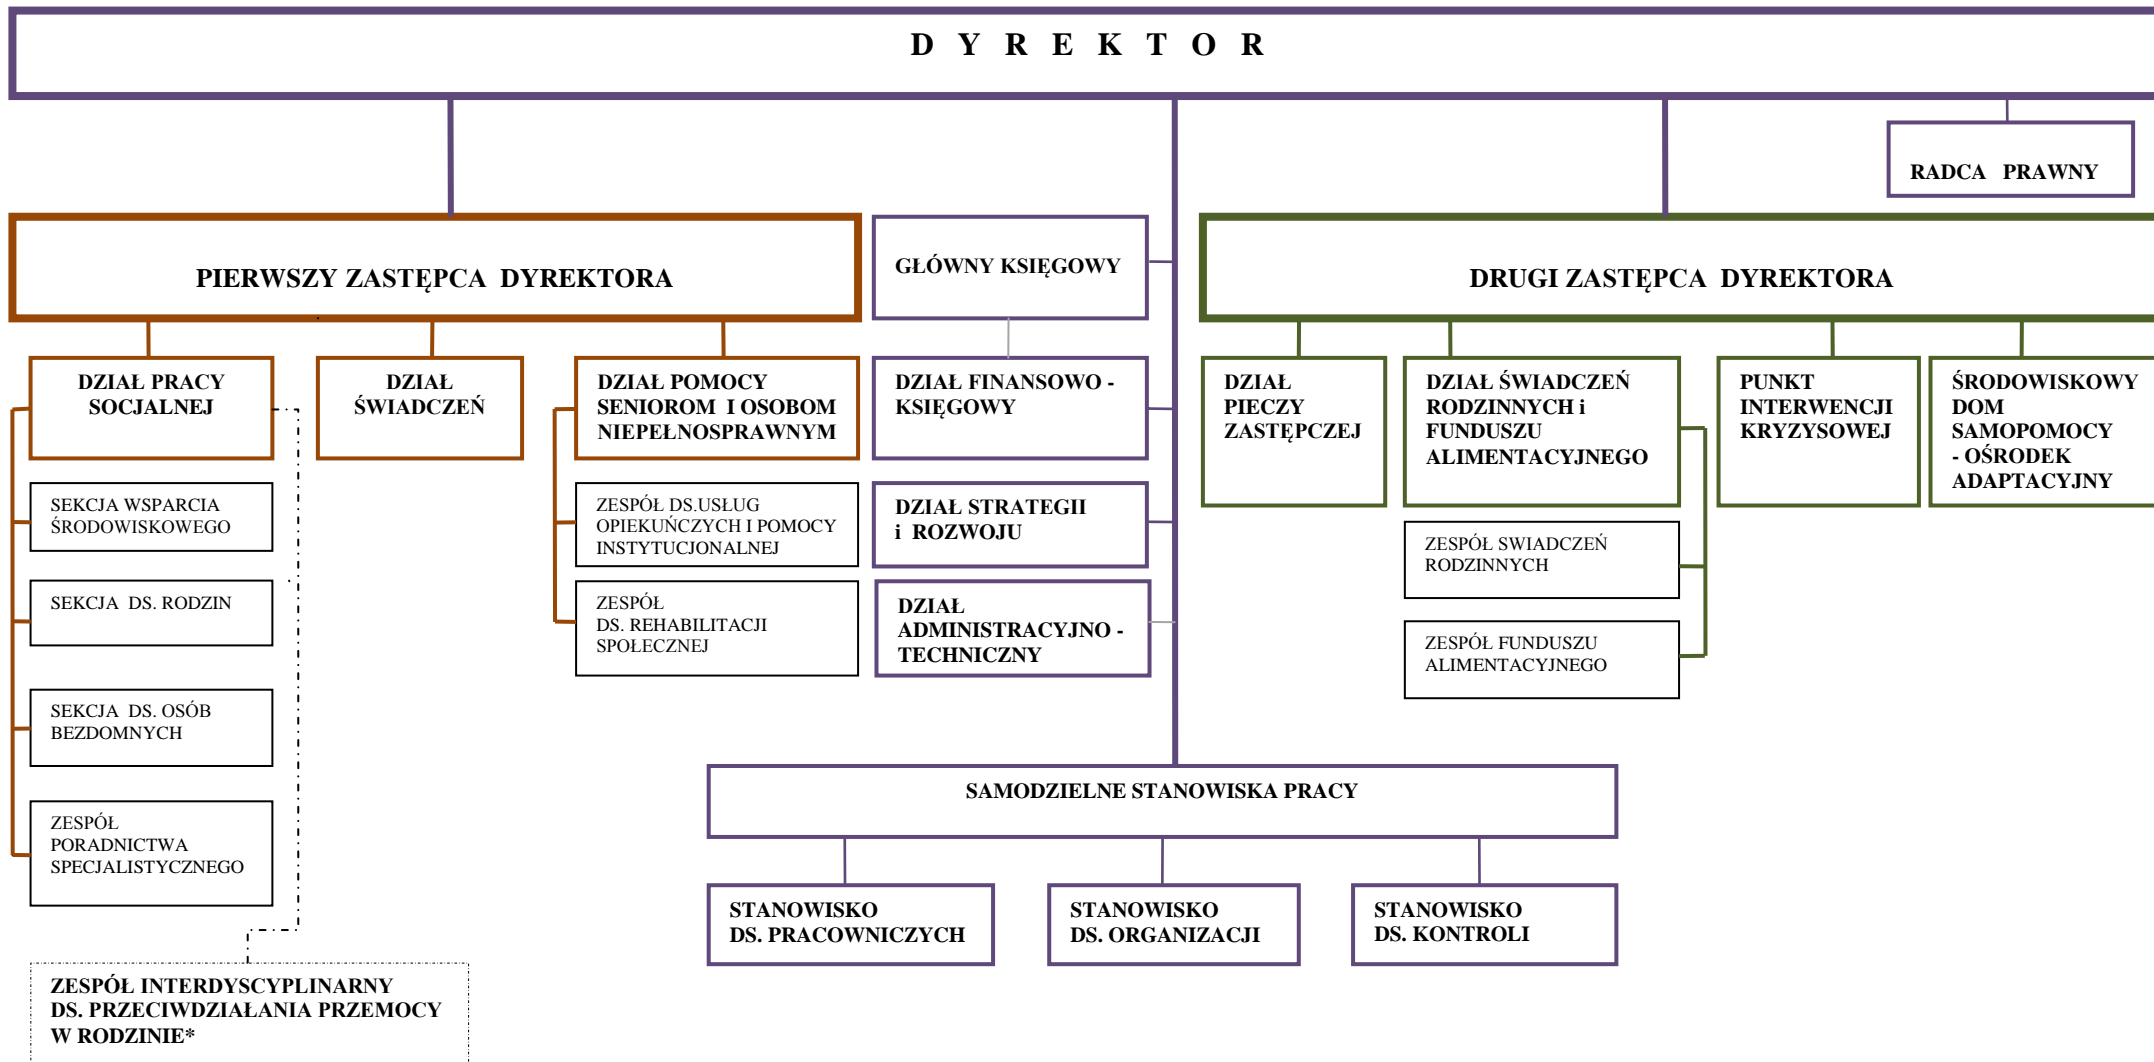 D Y R E K T O R
RADCA PRAWNY
PIERWSZY ZASTĘPCA DYREKTORA
GŁÓWNY KSIĘGOWY
DRUGI ZASTĘPCA DYREKTORA
DZIAŁ PRACY
SOCJALNEJ
DZIAŁ
ŚWIADCZEŃ
DZIAŁ POMOCY
SENIOROM I OSOBOM
NIEPEŁNOSPRAWNYM
DZIAŁ FINANSOWO -
KSIĘGOWY
DZIAŁ
PIECZY
ZASTĘPCZEJ
DZIAŁ ŚWIADCZEŃ
RODZINNYCH i
FUNDUSZU
ALIMENTACYJNEGO
PUNKT
INTERWENCJI
KRYZYSOWEJ
ŚRODOWISKOWY
DOM
SAMOPOMOCY
- OŚRODEK
ADAPTACYJNY
SEKCJA WSPARCIA
ŚRODOWISKOWEGO
ZESPÓŁ DS.USŁUG
OPIEKUŃCZYCH I POMOCY
INSTYTUCJONALNEJ
DZIAŁ STRATEGII
i ROZWOJU
ZESPÓŁ SWIADCZEŃ
RODZINNYCH
SEKCJA DS. RODZIN
ZESPÓŁ
DS. REHABILITACJI
SPOŁECZNEJ
DZIAŁ
ADMINISTRACYJNO -
TECHNICZNY
ZESPÓŁ FUNDUSZU
ALIMENTACYJNEGO
SEKCJA DS. OSÓB
BEZDOMNYCH
ZESPÓŁ
PORADNICTWA
SPECJALISTYCZNEGO
SAMODZIELNE STANOWISKA PRACY
STANOWISKO
DS. PRACOWNICZYCH
STANOWISKO
DS. ORGANIZACJI
STANOWISKO
DS. KONTROLI
ZESPÓŁ INTERDYSCYPLINARNY
DS. PRZECIWDZIAŁANIA PRZEMOCY
W RODZINIE*